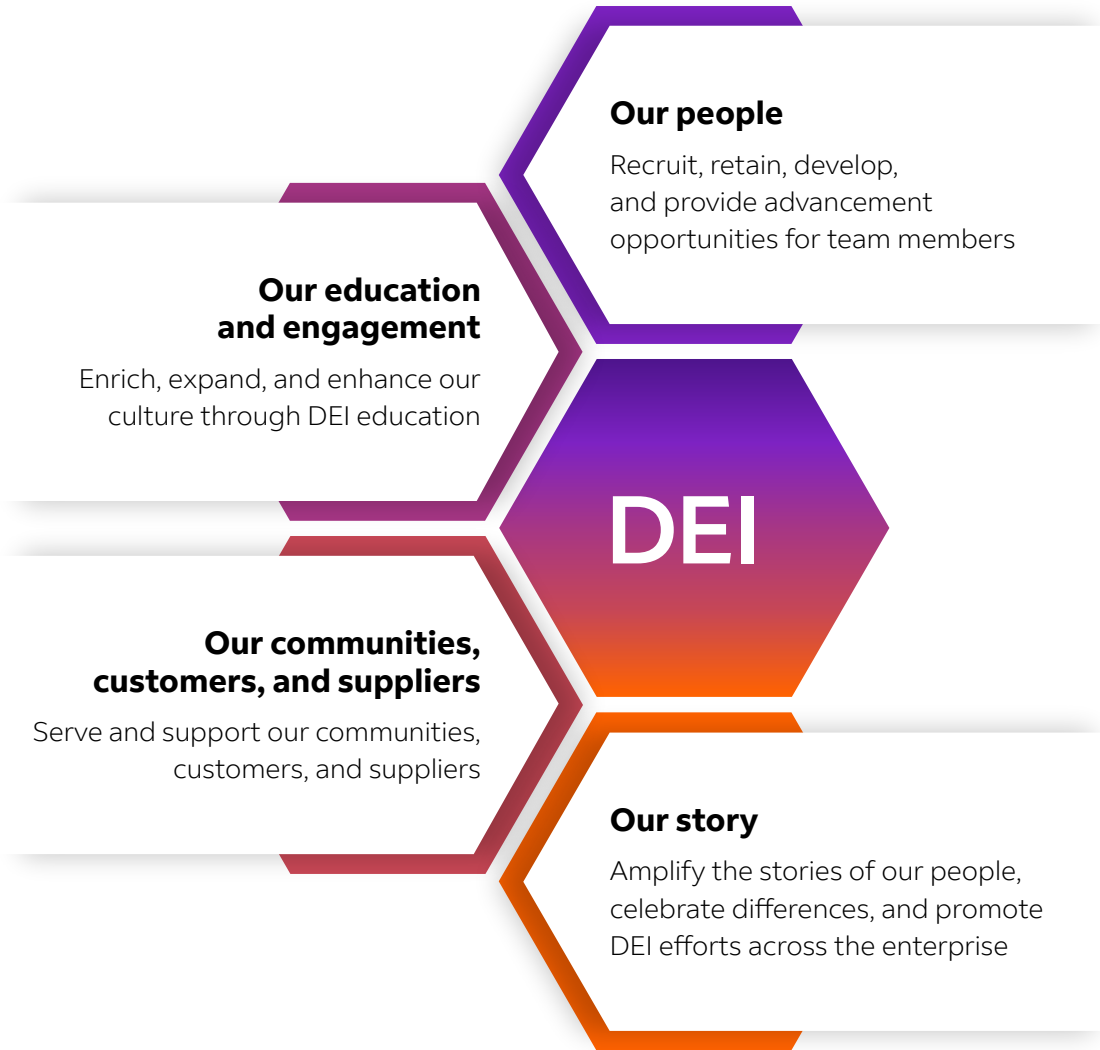 Our people
Recruit, retain, develop,
and provide advancement
opportunities for team members
Our education
and engagement
Enrich, expand, and enhance our
culture through DEI education
DEI
Our communities,
customers, and suppliers
Serve and support our communities,
customers, and suppliers
Our story
Amplify the stories of our people,
celebrate differences, and promote
DEI efforts across the enterprise